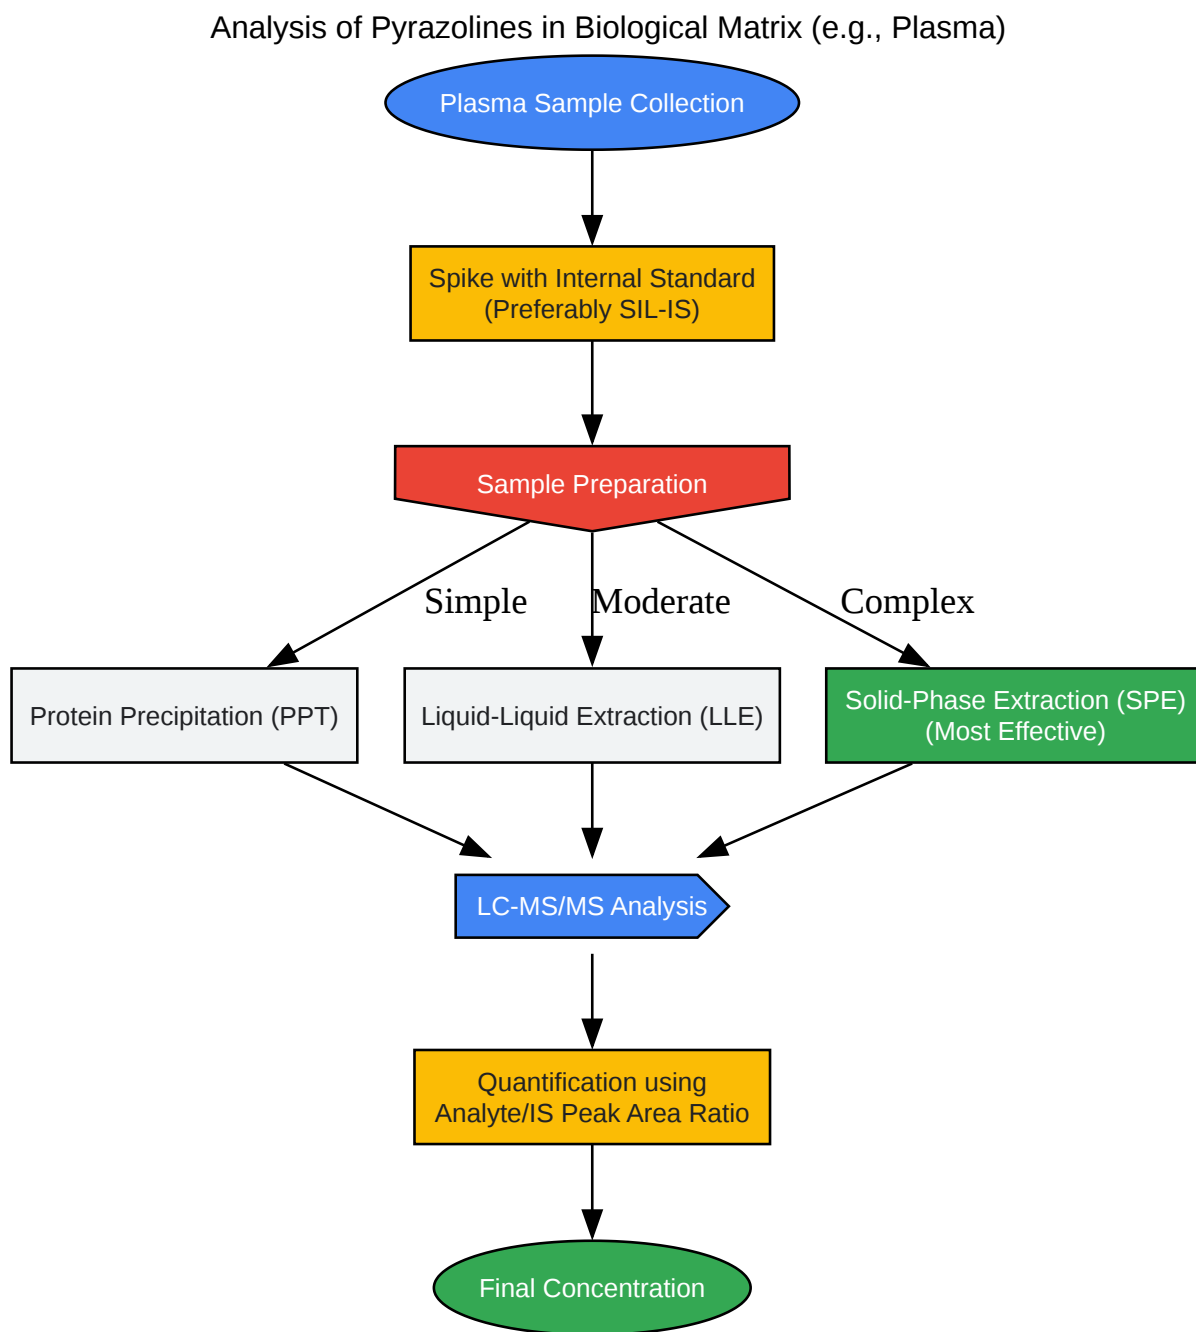 Analysis of Pyrazolines in Biological Matrix (e.g., Plasma)
Plasma Sample Collection
Spike with Internal Standard
(Preferably SIL-IS)
Sample Preparation
Simple
Moderate
Complex
Protein Precipitation (PPT)
Liquid-Liquid Extraction (LLE)
Solid-Phase Extraction (SPE)
(Most Effective)
LC-MS/MS Analysis
Quantification using
Analyte/IS Peak Area Ratio
Final Concentration